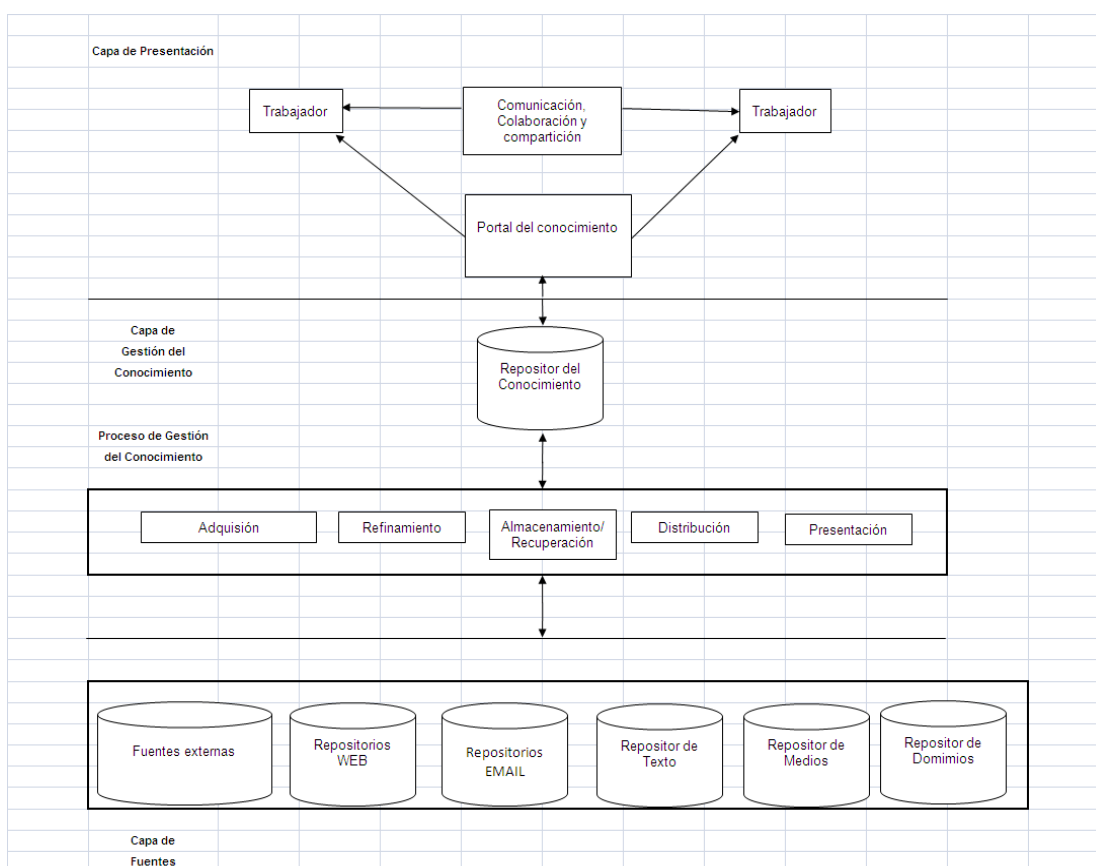 Capa de Presentación
Trabajador
Comunicación,
Colaboración y
compartición
Trabajador
Portal del conocimiento
Capa de
Gestión del
Conocimiento
Repositor del
Conocimiento
Proceso de Gestión
del Conocimiento
Adquisión
Refinamiento
Almacenamiento/
Recuperación
Distribución
Presentación
Fuentes externas
Repositorios
WEB
Repositorios
EMAIL
Repositor de
Texto
Repositor de
Medios
Repositor de
Domimios
Capa de
Fuentes